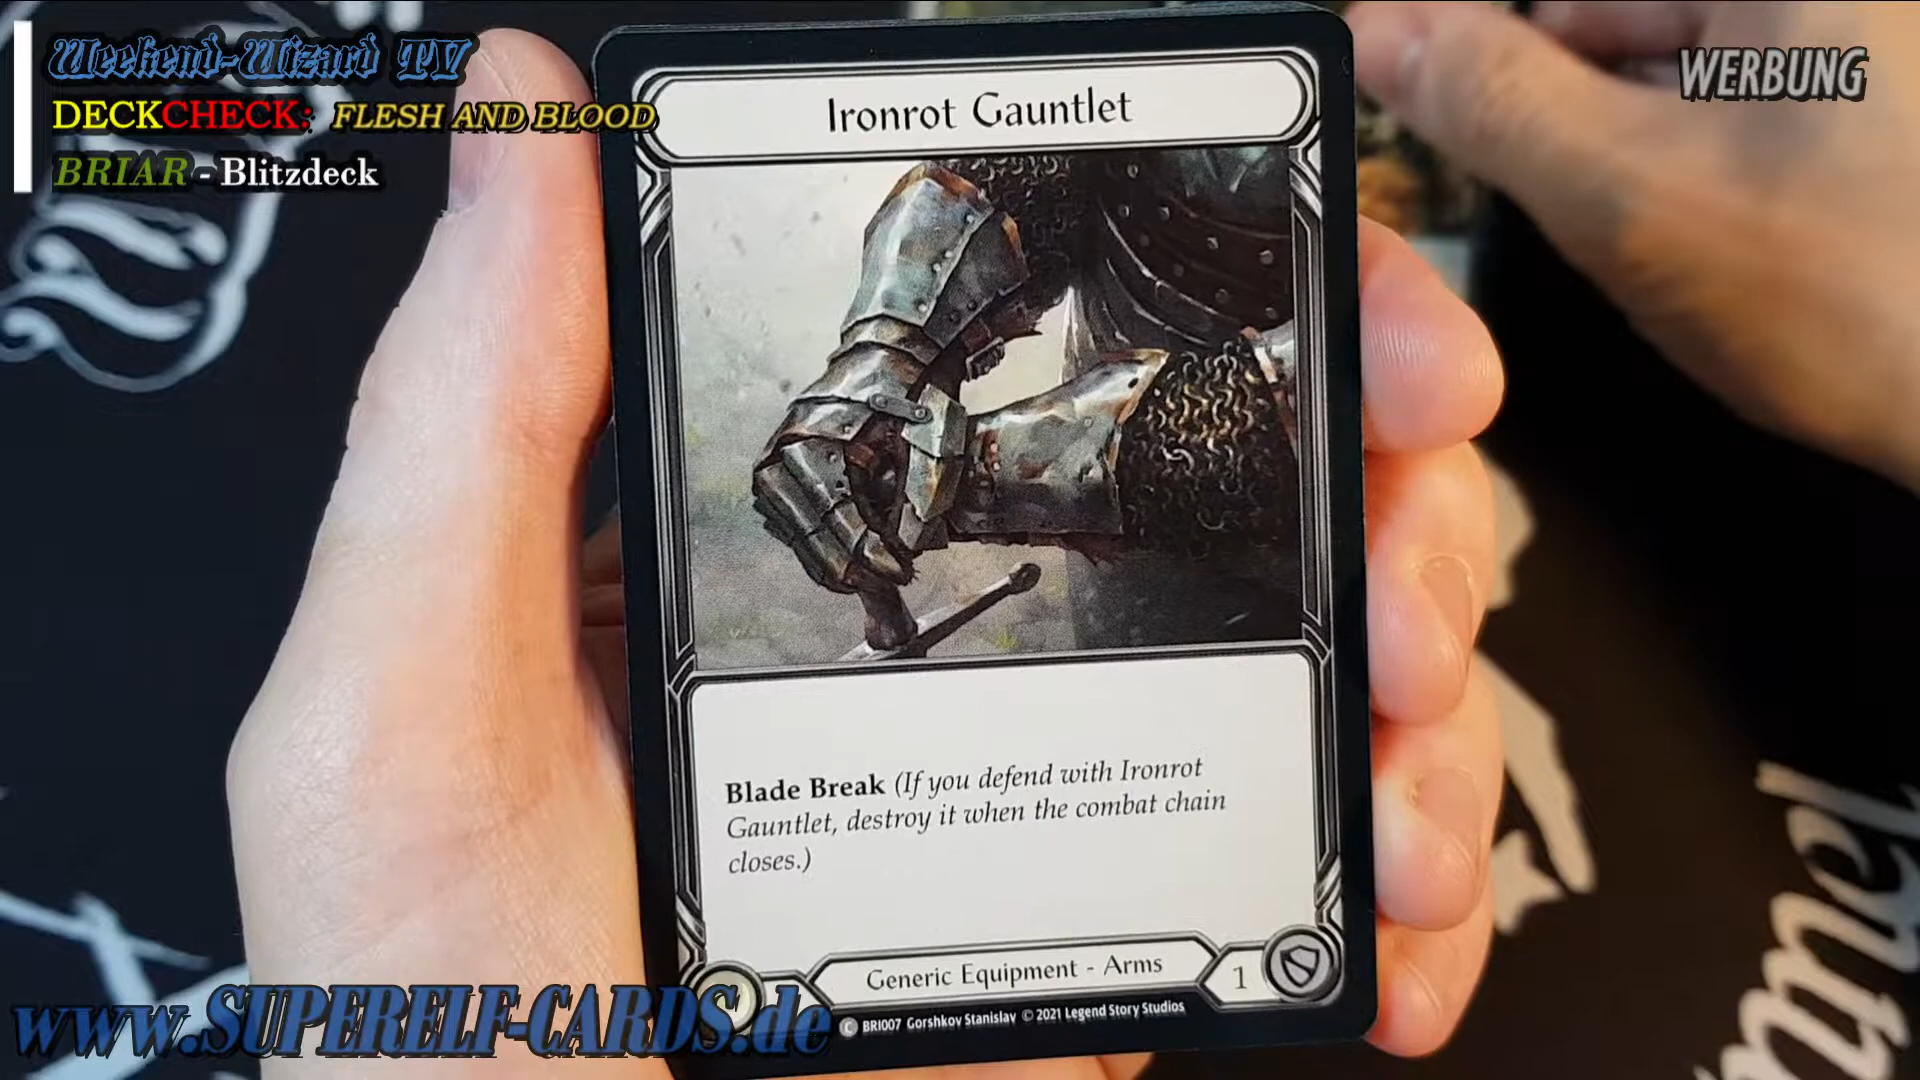 Weekend-Wizard TV
DECKCHECK: FLESH AND BLOOD
BRIAR - Blitzdeck
WERBUNG
Ironrot Gauntlet
Blade Break (If you defend with Ironrot
Gauntlet, destroy it when the combat chain
closes.)
Generic Equipment - Arms
1
C BRI007 Gorshkov Stanislav © 2021 Legend Story Studios
www.SUPERELF-CARDS.de